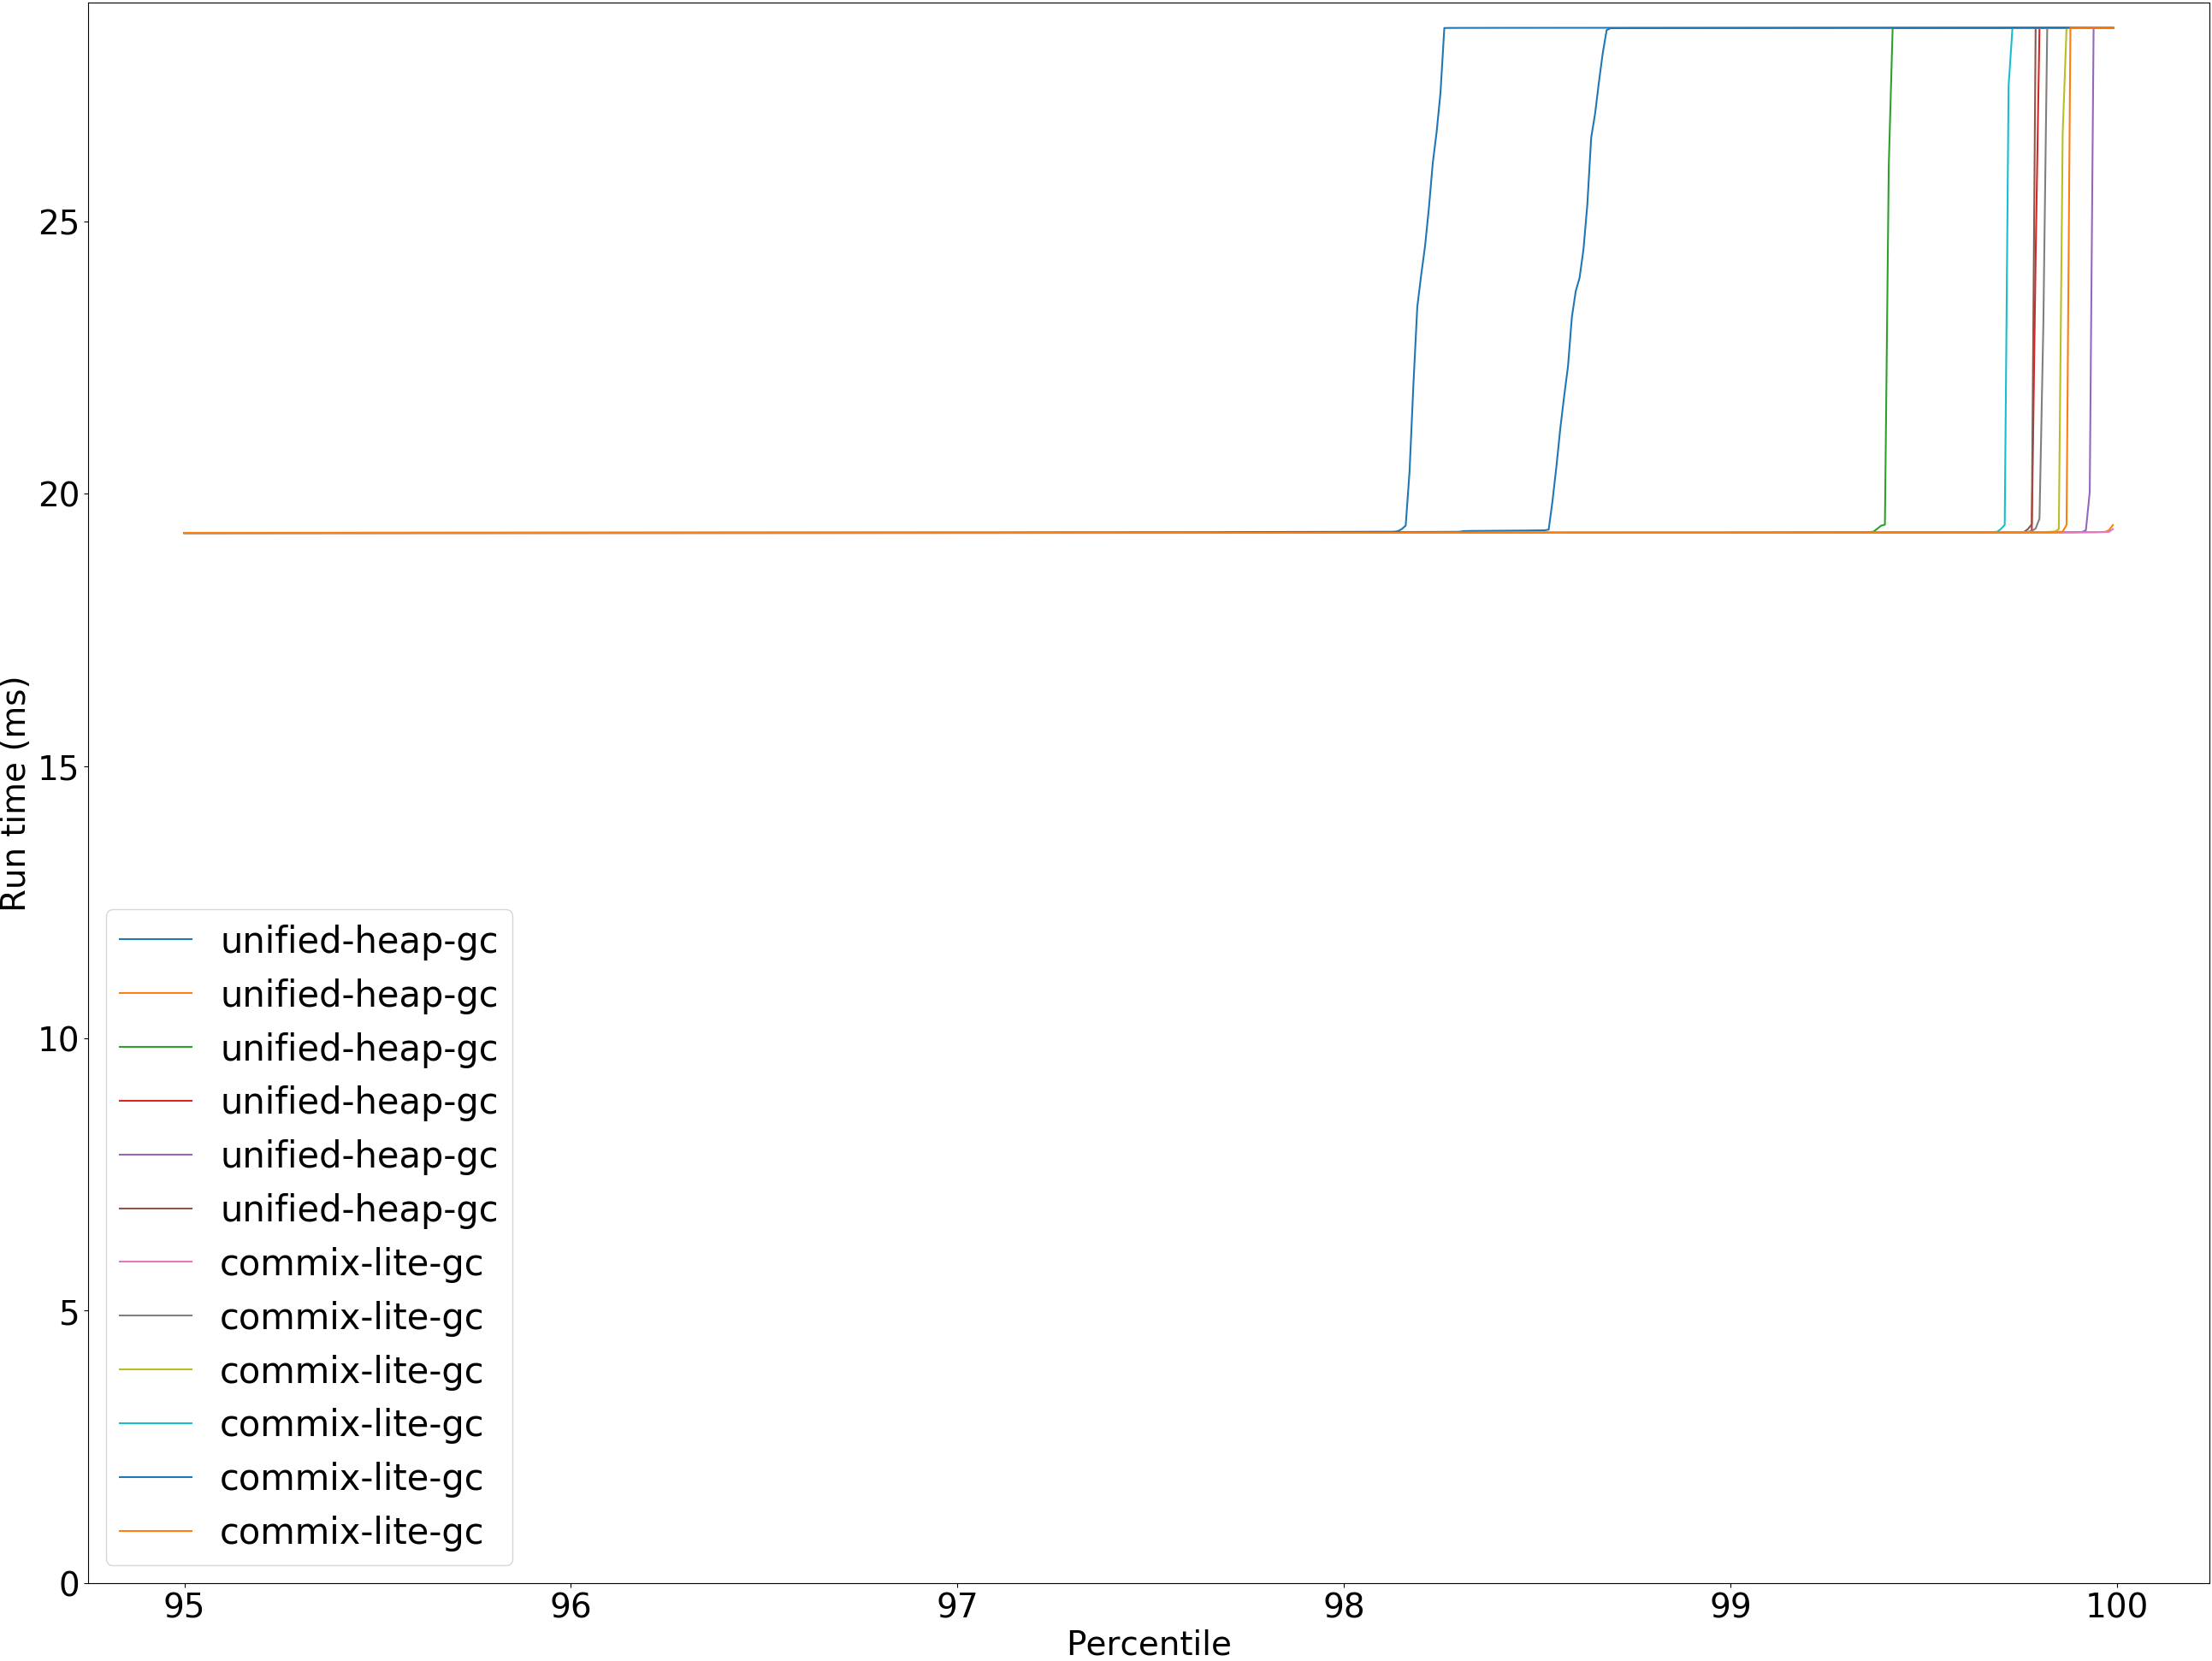 25
20
15
10
5
0
Run time (ms)
unified-heap-gc
unified-heap-gc
unified-heap-gc
unified-heap-gc
unified-heap-gc
unified-heap-gc
commix-lite-gc
commix-lite-gc
commix-lite-gc
commix-lite-gc
commix-lite-gc
commix-lite-gc
95 96 97 98 99 100
Percentile